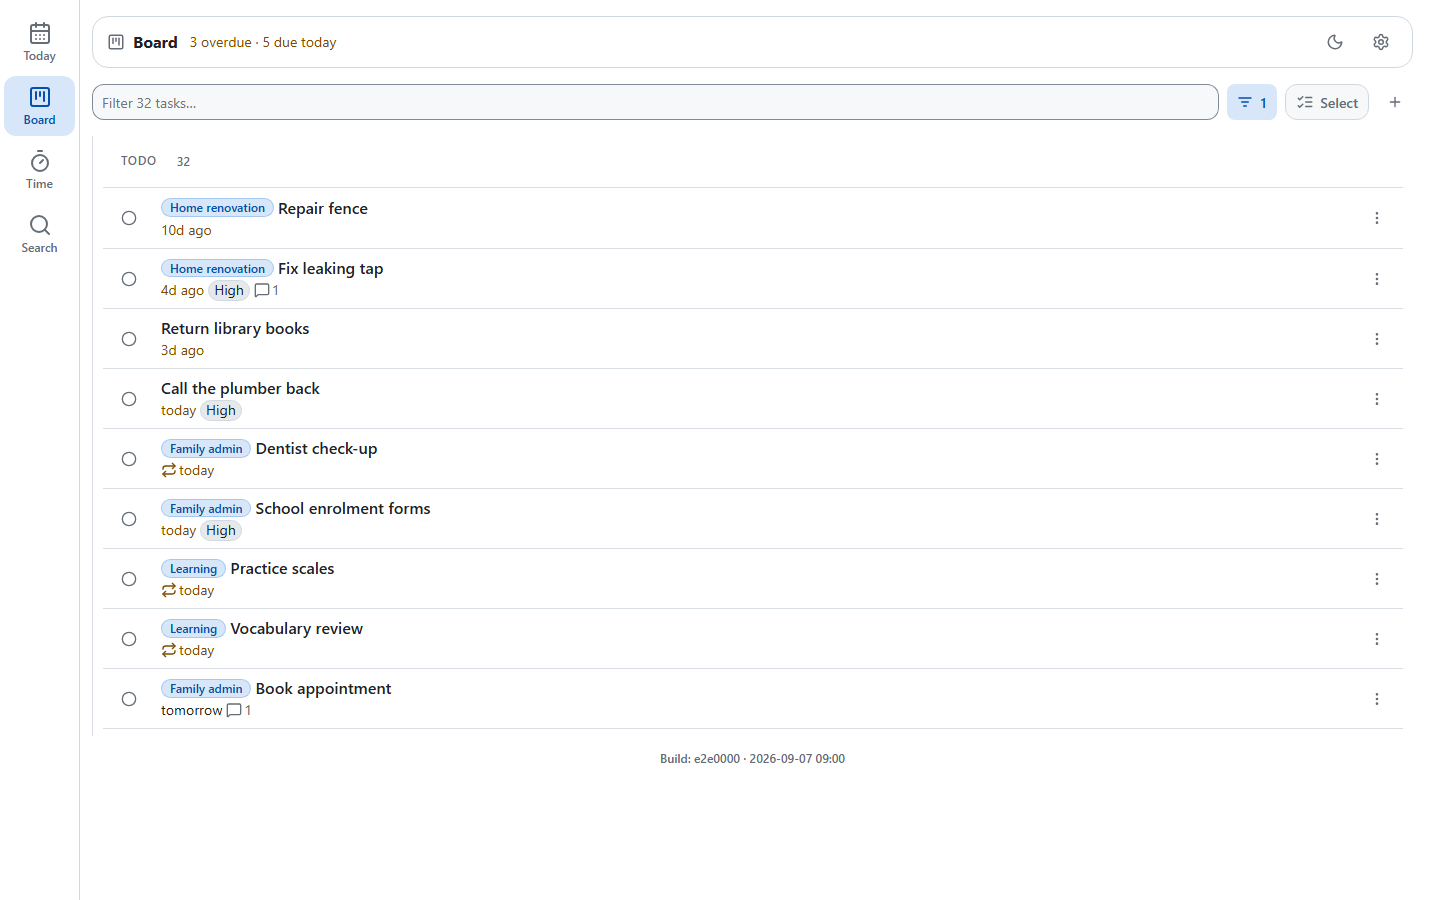 Today
Board
Time
Search
Board 3 overdue · 5 due today
Filter 32 tasks...
1
Select
TODO 32
Home renovation Repair fence
10d ago
Home renovation Fix leaking tap
4d ago High 1
Return library books
3d ago
Call the plumber back
today High
Family admin Dentist check-up
today
Family admin School enrolment forms
today High
Learning Practice scales
today
Learning Vocabulary review
today
Family admin Book appointment
tomorrow 1
Build: e2e0000 · 2026-09-07 09:00